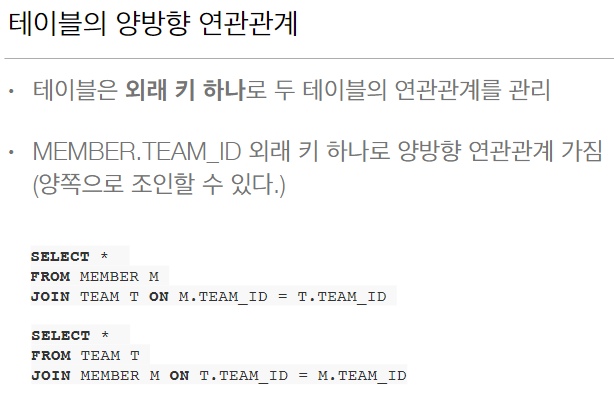 테이블의 양방향 연관관계
• 테이블은 외래 키 하나로 두 테이블의 연관관계를 관리
• MEMBER.TEAM_ID 외래 키 하나로 양방향 연관관계 가짐
(양쪽으로 조인할 수 있다.)
SELECT *
FROM MEMBER M
JOIN TEAM T ON M.TEAM_ID = T.TEAM_ID
SELECT *
FROM TEAM T
JOIN MEMBER M ON T.TEAM_ID = M.TEAM_ID